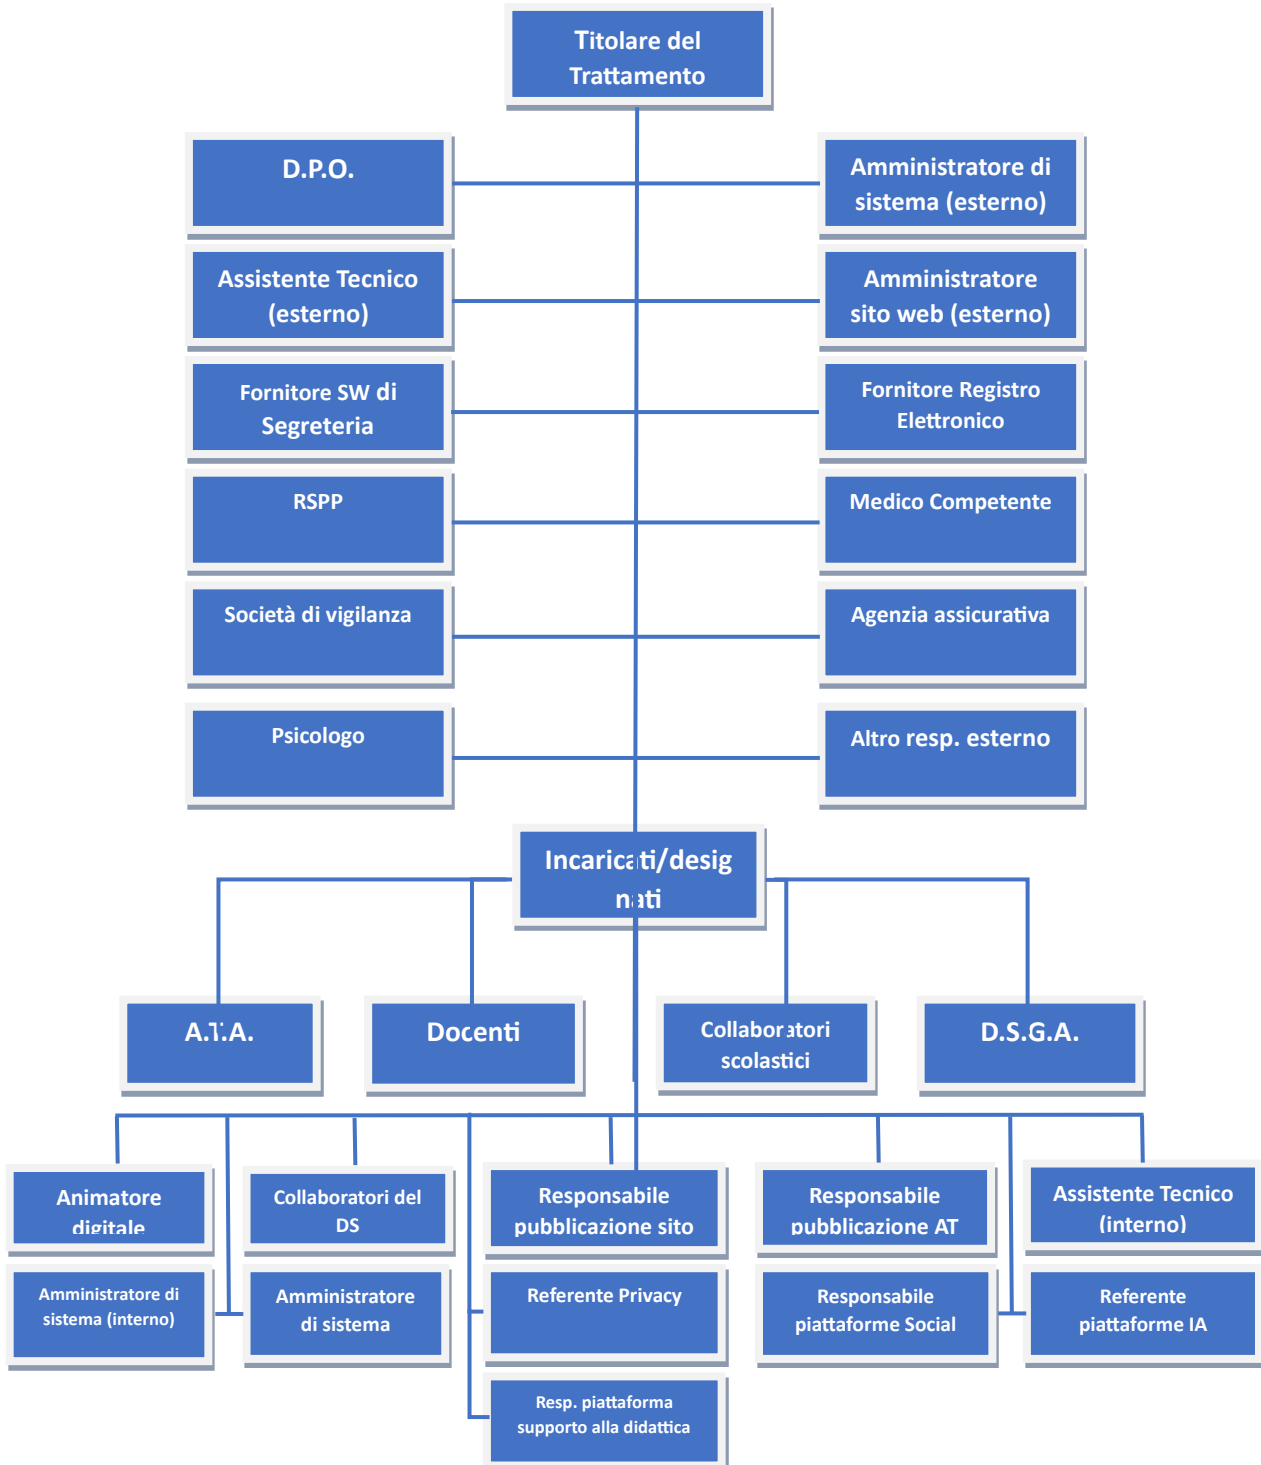 Titolare del
Trattamento
D.P.O.
Amministratore di
sistema (esterno)
Assistente Tecnico
(esterno)
Amministratore
sito web (esterno)
Fornitore SW di
Segreteria
Fornitore Registro
Elettronico
RSPP
Medico Competente
Società di vigilanza
Agenzia assicurativa
Psicologo
Altro resp. esterno
Incaricati/desig
nati
A.T.A.
Docenti
Collaboratori
scolastici
D.S.G.A.
Animatore
digitale
Collaboratori del
DS
Responsabile
pubblicazione sito
Responsabile
pubblicazione AT
Assistente Tecnico
(interno)
Amministratore di
sistema (interno)
Amministratore
di sistema
Referente Privacy
Responsabile
piattaforme Social
Referente
piattaforme IA
Resp. piattaforma
supporto alla didattica